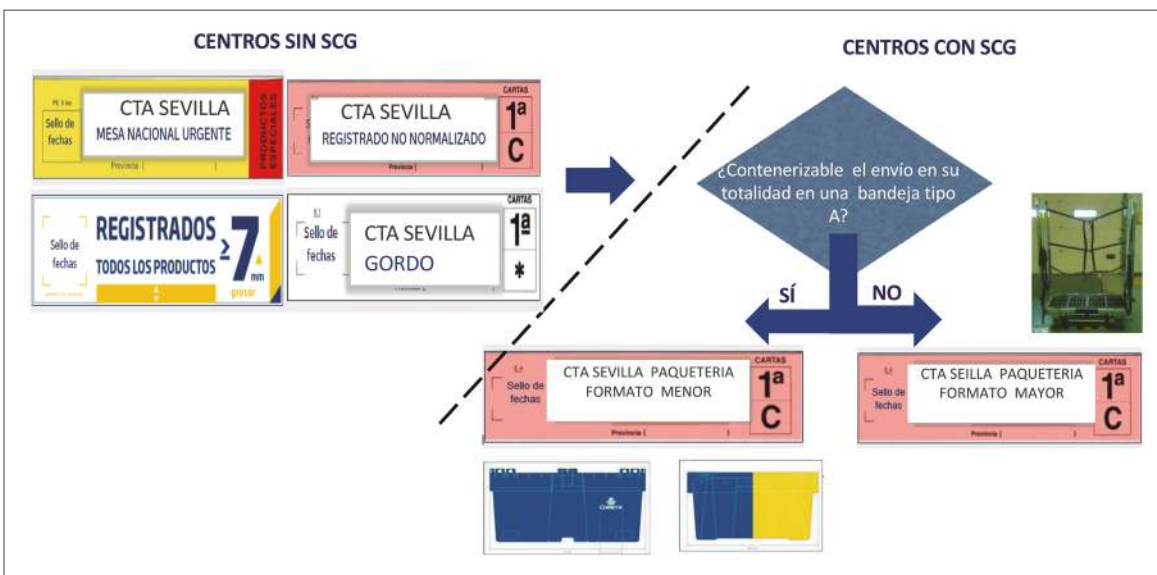 CENTROS SIN SCG
CENTROS CON SCG
Sello de
fechas
CTA SEVILLA
MESA NACIONAL URGENTE
Provincia (
PRODUCTOS
ESPECIALES
CTA SEVILLA
REGISTRADO NO NORMALIZADO
Provincia (
CARTAS
1ª
C
Sello de
fechas
REGISTRADOS
TODOS LOS PRODUCTOS
≥7
mm
grosor
Sello de
fechas
CTA SEVILLA
GORDO
CARTAS
1ª
*
¿Contenerizable el envío en su
totalidad en una bandeja tipo
A?
SÍ
NO
Sello de
fechas
CTA SEVILLA PAQUETERIA
FORMATO MENOR
Provincia (
CARTAS
1ª
C
Sello de
fechas
CTA SEILLA PAQUETERIA
FORMATO MAYOR
Provincia (
CARTAS
1ª
C